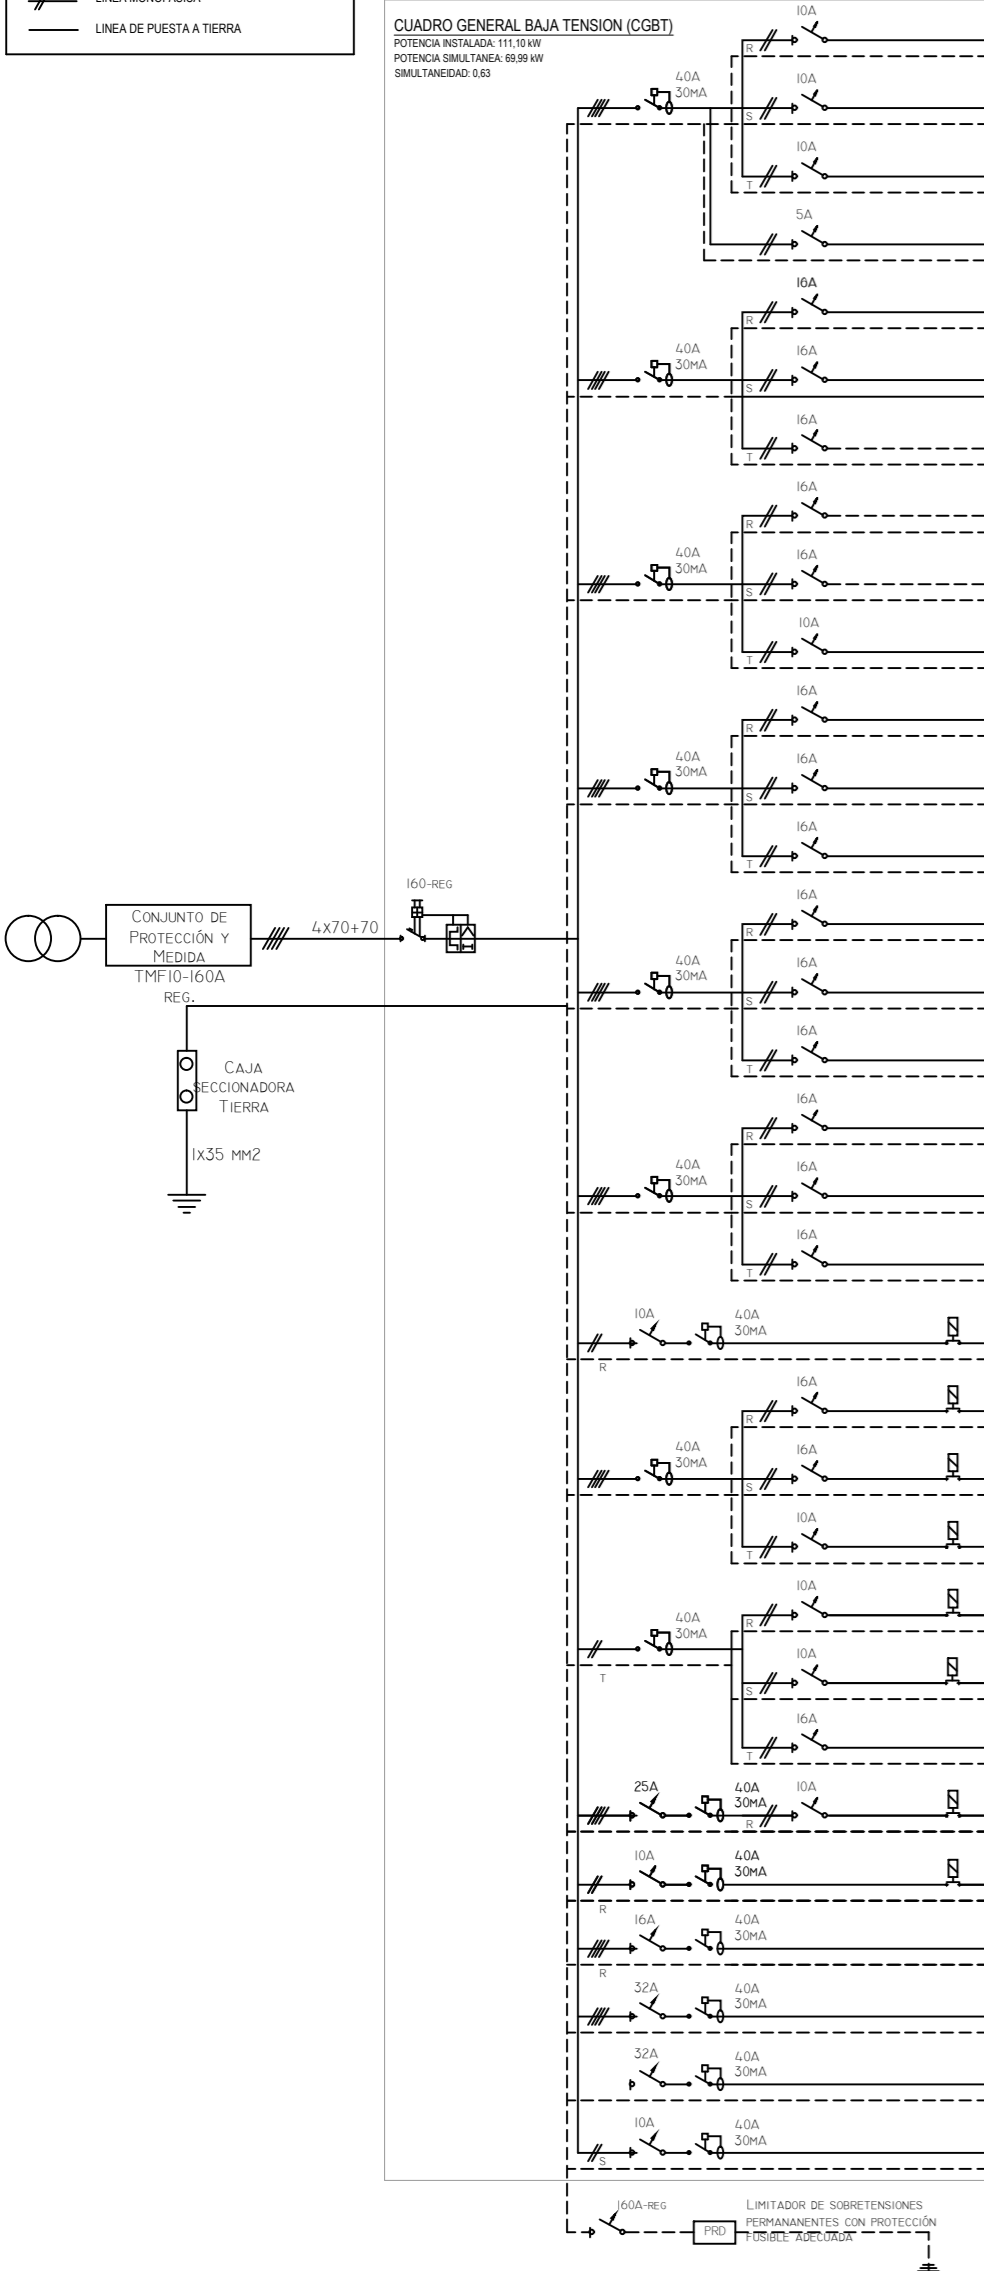 LINEA MONOFASICA
LINEA DE PUESTA A TIERRA
CUADRO GENERAL BAJA TENSION (CGBT)
POTENCIA INSTALADA: 111,10 kW
POTENCIA SIMULTANEA: 69,99 kW
SIMULTANEIDAD: 0,63
10A
R
40A
30MA
10A
S
10A
T
5A
16A
R
40A
30MA
16A
S
16A
T
16A
R
40A
30MA
16A
S
10A
T
16A
R
40A
30MA
16A
S
16A
T
160-REG
CONJUNTO DE
PROTECCIÓN Y
MEDIDA
4x70+70
TMF10-160A
REG.
16A
R
40A
30MA
16A
S
16A
T
CAJA
SECCIONADORA
TIERRA
1x35 MM2
16A
R
40A
30MA
16A
S
16A
T
10A
40A
30MA
R
16A
R
40A
30MA
16A
S
10A
T
10A
R
40A
30MA
T
10A
S
16A
T
25A
40A
30MA
10A
R
10A
40A
30MA
R
16A
40A
30MA
R
32A
40A
30MA
32A
40A
30MA
10A
40A
30MA
S
160A-REG
PRD
LIMITADOR DE SOBRETENSIONES
PERMANANENTES CON PROTECCIÓN
FUSIBLE ADECUADA